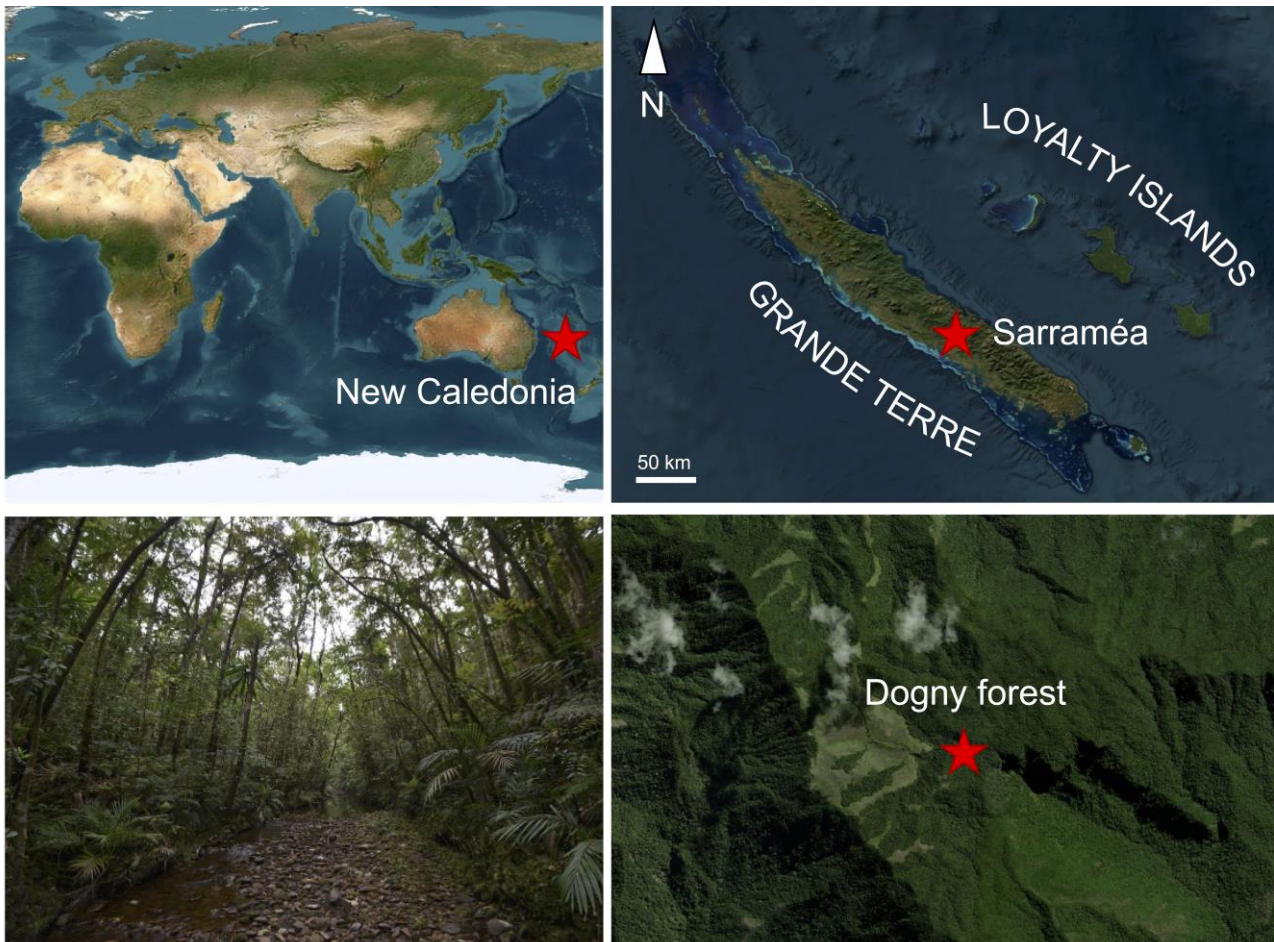 New Caledonia
N
LOYALTY ISLANDS
GRANDE TERRE
Sarraméa
50 km
Dogny forest